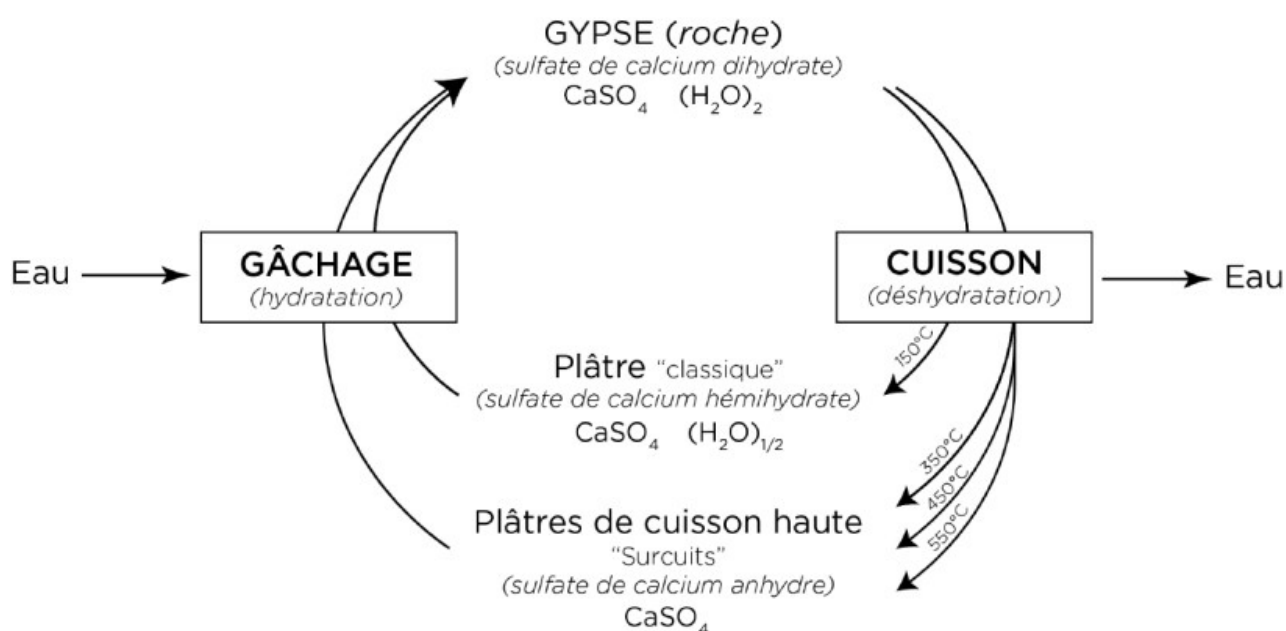 GYPSE (roche)
(sulfate de calcium dihydrate)
CaSO₄ (H₂O)₂
Eau
GÂCHAGE
(hydratation)
CUISSON
(déshydratation)
Eau
150°C
Plâtre "classique"
(sulfate de calcium hémihydrate)
CaSO₄ (H₂O)₁/₂
350°C
450°C
550°C
Plâtres de cuisson haute
"Surcuits"
(sulfate de calcium anhydre)
CaSO₄